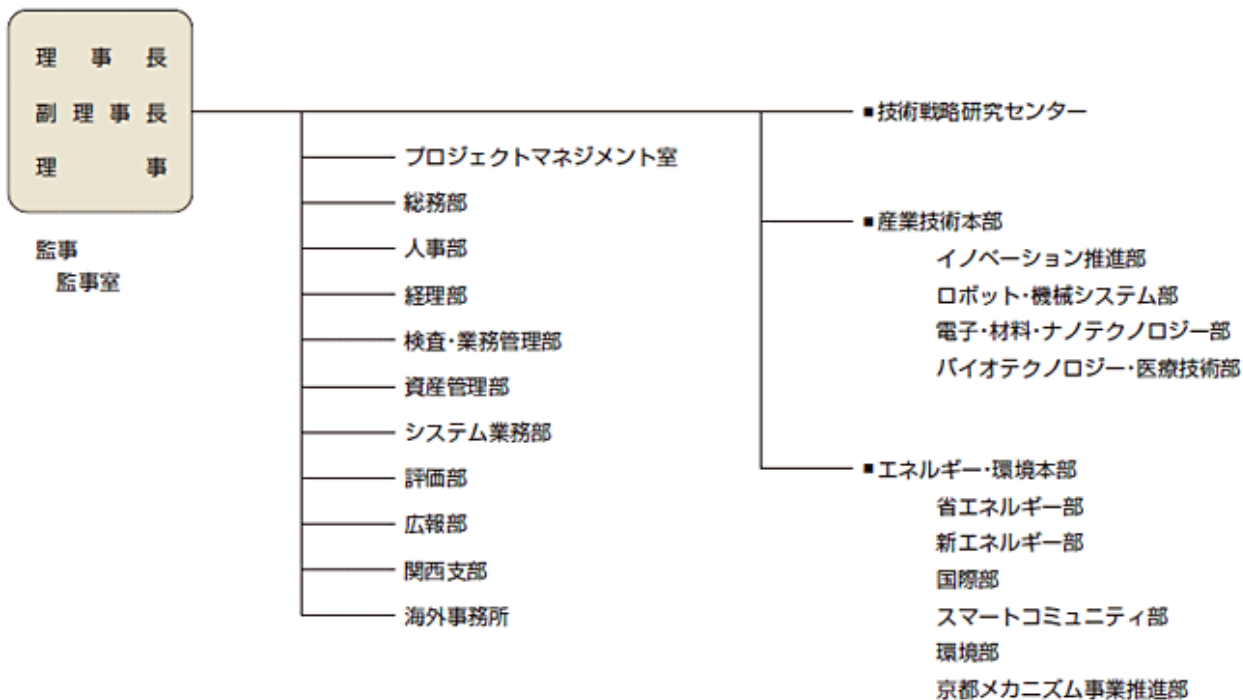 理事長
副理事長
理事
監事
監事室
プロジェクトマネジメント室
総務部
人事部
経理部
検査･業務管理部
資産管理部
システム業務部
評価部
広報部
関西支部
海外事務所
■技術戦略研究センター
■産業技術本部
イノベーション推進部
ロボット･機械システム部
電子･材料･ナノテクノロジー部
バイオテクノロジー･医療技術部
■エネルギー･環境本部
省エネルギー部
新エネルギー部
国際部
スマートコミュニティ部
環境部
京都メカニズム事業推進部